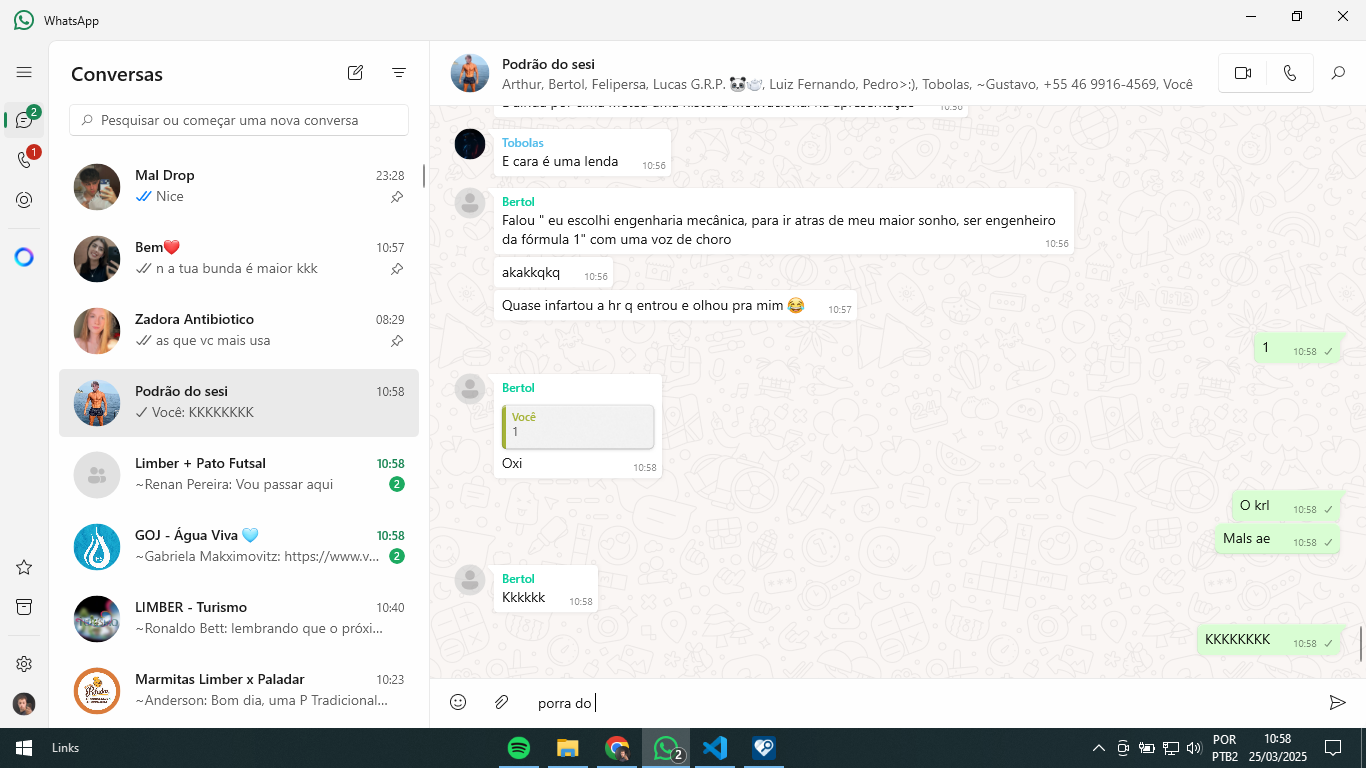 WhatsApp
Conversas
Pesquisar ou começar uma nova conversa
2
1
Mal Drop 23:28
Nice
Bem❤️ 10:57
n a tua bunda é maior kkk
Zadora Antibiotico 08:29
as que vc mais usa
Podrão do sesi 10:58
Você: KKKKKKKK
Limber + Pato Futsal 10:58
~Renan Pereira: Vou passar aqui 2
GOJ - Água Viva 🩵 10:58
~Gabriela Makximovitz: https://www.v... 2
LIMBER - Turismo 10:40
~Ronaldo Bett: lembrando que o próxi...
Marmitas Limber x Paladar 10:23
~Anderson: Bom dia, uma P Tradicional...
Podrão do sesi
Arthur, Bertol, Felipersa, Lucas G.R.P. 🐼🍚, Luiz Fernando, Pedro>:), Tobolas, ~Gustavo, +55 46 9916-4569, Você
E ainda por cima meteu uma história motivacional na apresentação 10:56
Tobolas
E cara é uma lenda 10:56
Bertol
Falou " eu escolhi engenharia mecânica, para ir atras de meu maior sonho, ser engenheiro
da fórmula 1" com uma voz de choro 10:56
akakkqkq 10:56
Quase infartou a hr q entrou e olhou pra mim 😂 10:57
1 10:58
Bertol
Você
1
Oxi 10:58
O krl 10:58
Mals ae 10:58
Bertol
Kkkkkk 10:58
KKKKKKKK 10:58
porra do
Links
2
POR
PTB2
10:58
25/03/2025